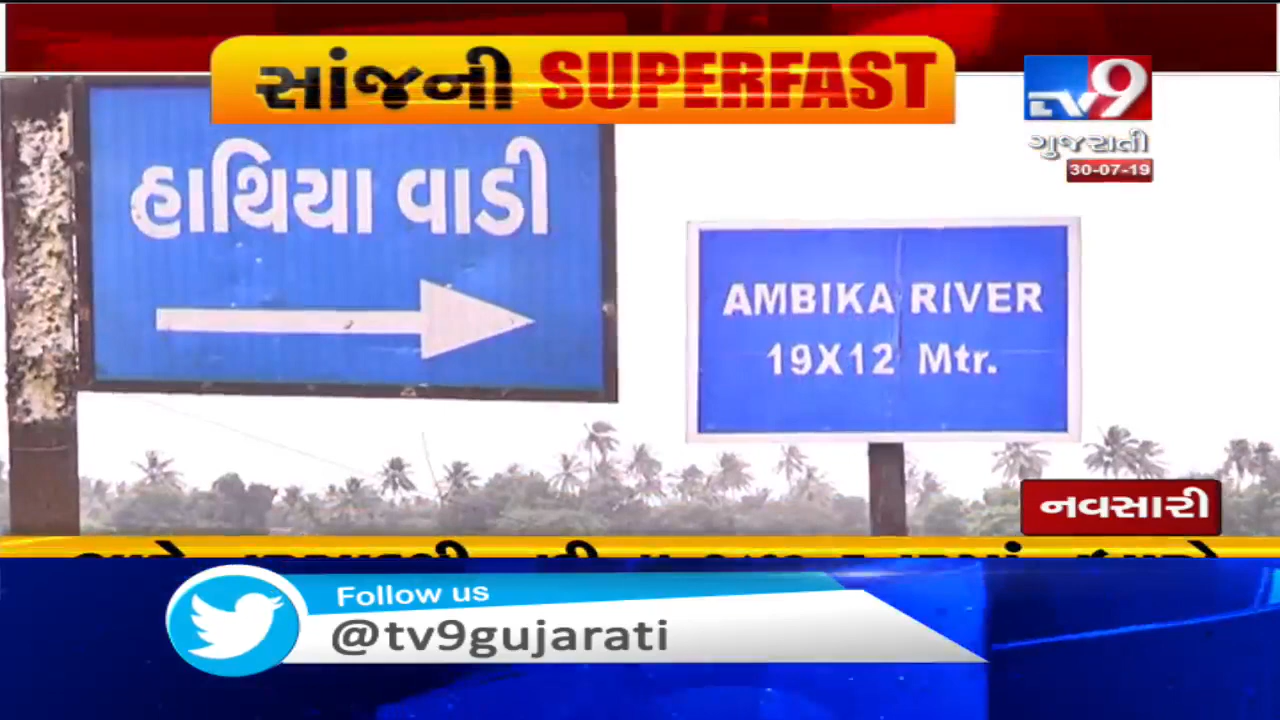 સાંજની SUPERFAST
TV9
ગુજરાતી
30-07-19
હાથિયા વાડી
AMBIKA RIVER
19X12 Mtr.
નવસારી
Follow us
@tv9gujarati